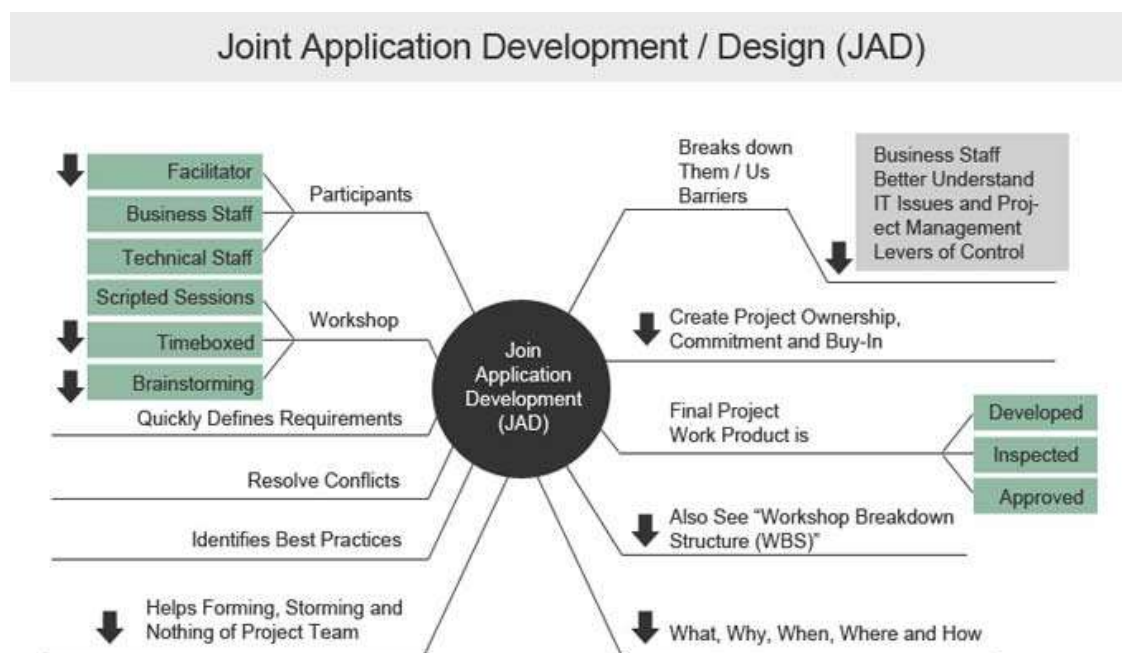 Joint Application Development / Design (JAD)
Facilitator
Business Staff
Technical Staff
Participants
Scripted Sessions
Timeboxed
Brainstorming
Workshop
Quickly Defines Requirements
Resolve Conflicts
Identifies Best Practices
Helps Forming, Storming and
Nothing of Project Team
Join
Application
Development
(JAD)
Breaks down
Them / Us
Barriers
Business Staff
Better Understand
IT Issues and Proj-
ect Management
Levers of Control
Create Project Ownership,
Commitment and Buy-In
Final Project
Work Product is
Developed
Inspected
Approved
Also See “Workshop Breakdown
Structure (WBS)”
What, Why, When, Where and How